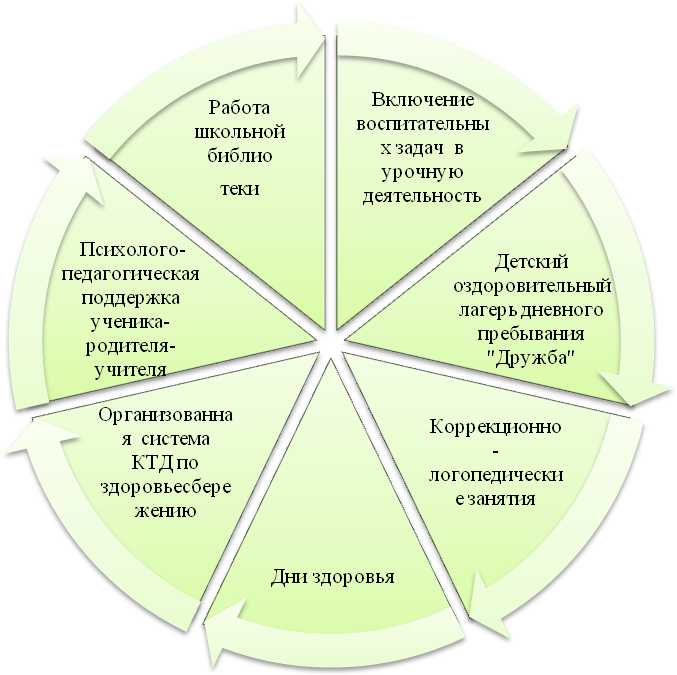 Включение
воспитательны
х задач в
урочную
деятельность
Детский
оздоровительный
лагерь дневного
пребывания
"Дружба"
Коррекционно
-
логопедически
е занятия
Дни здоровья
Организованна
я система
КТД по
здоровьесбере
жению
Психолого-
педагогическая
поддержка
ученика-
родителя-
учителя
Работа
школьной
библио
теки